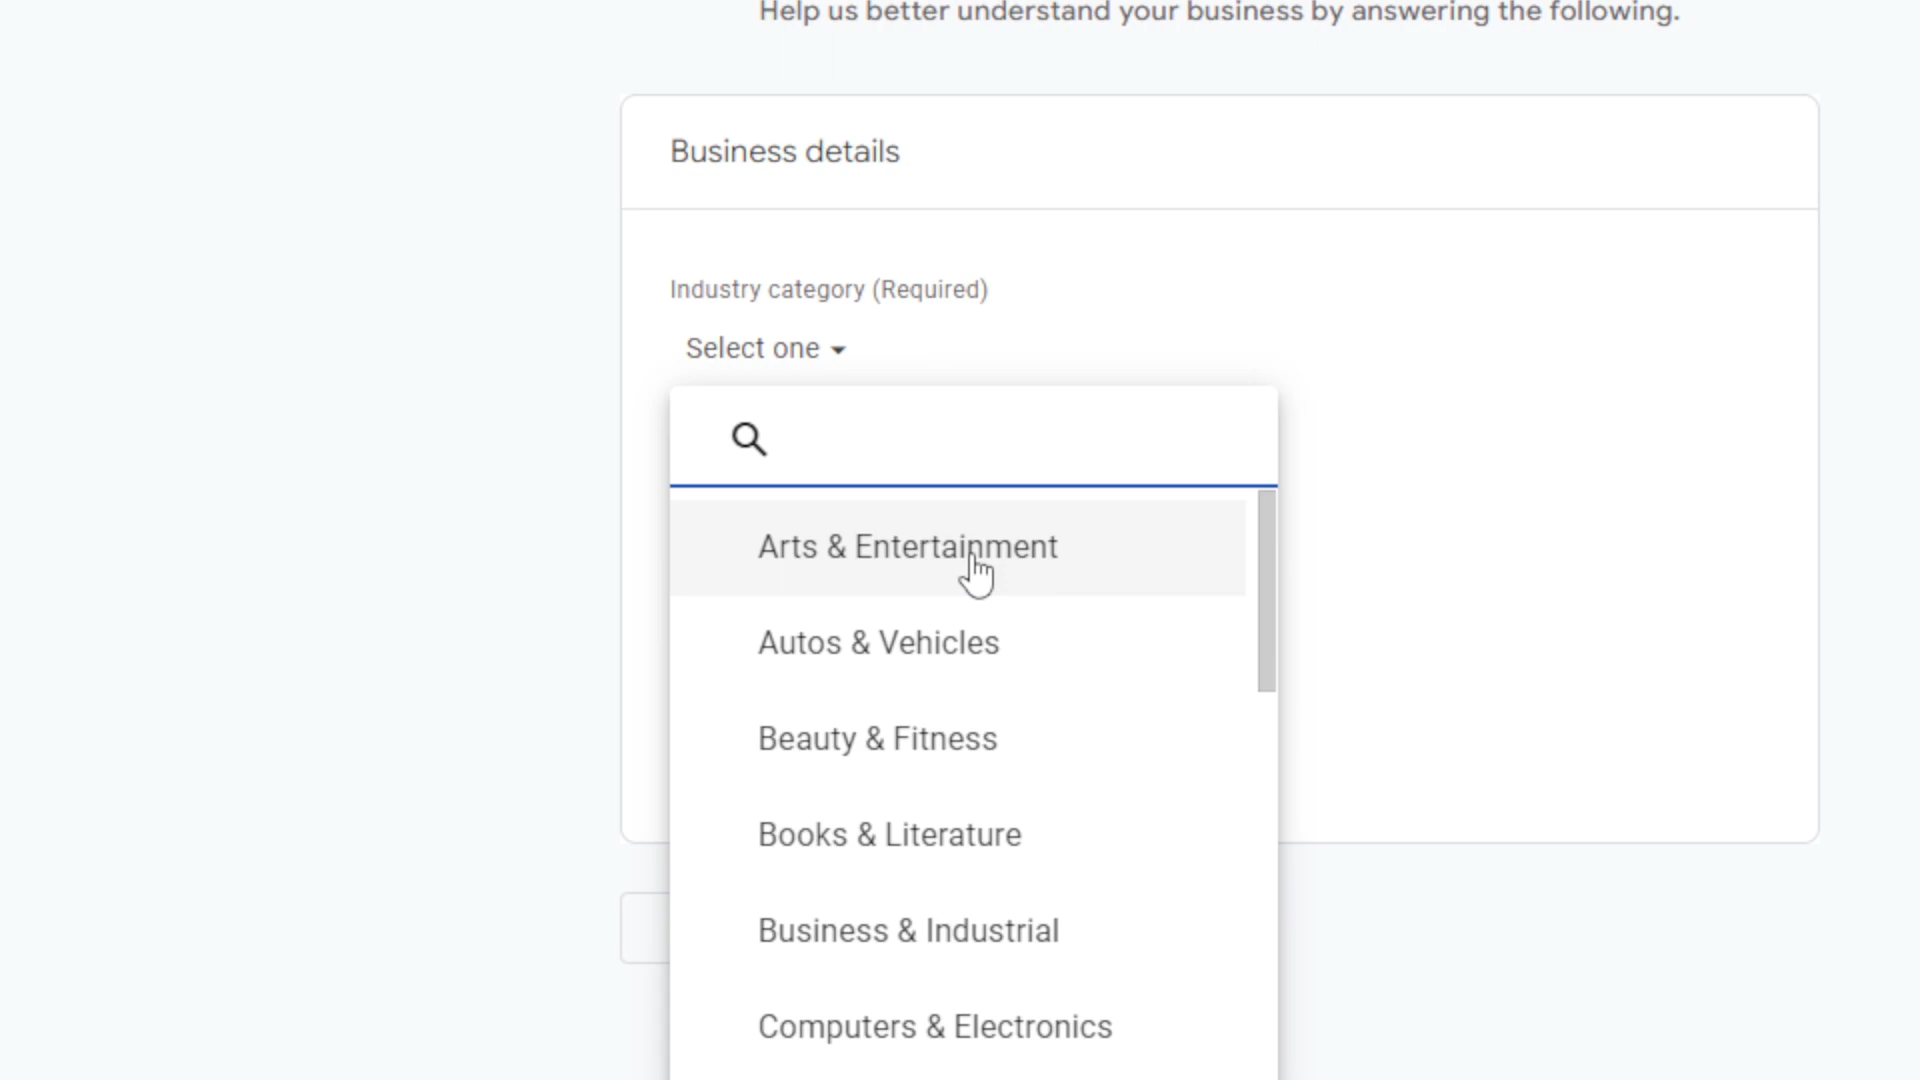 Help us better understand your business by answering the following.
Business details
Industry category (Required)
Select one
Arts & Entertainment
Autos & Vehicles
Beauty & Fitness
Books & Literature
Business & Industrial
Computers & Electronics